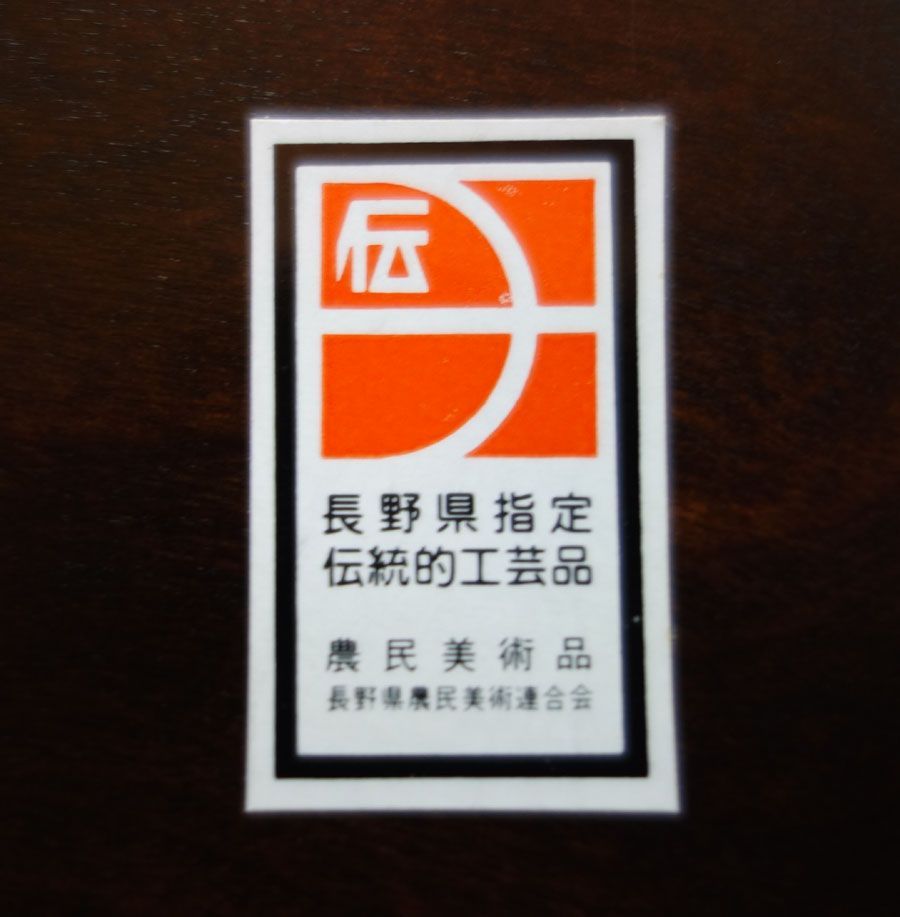 伝
長野県指定
伝統的工芸品
農民美術品
長野県農民美術連合会